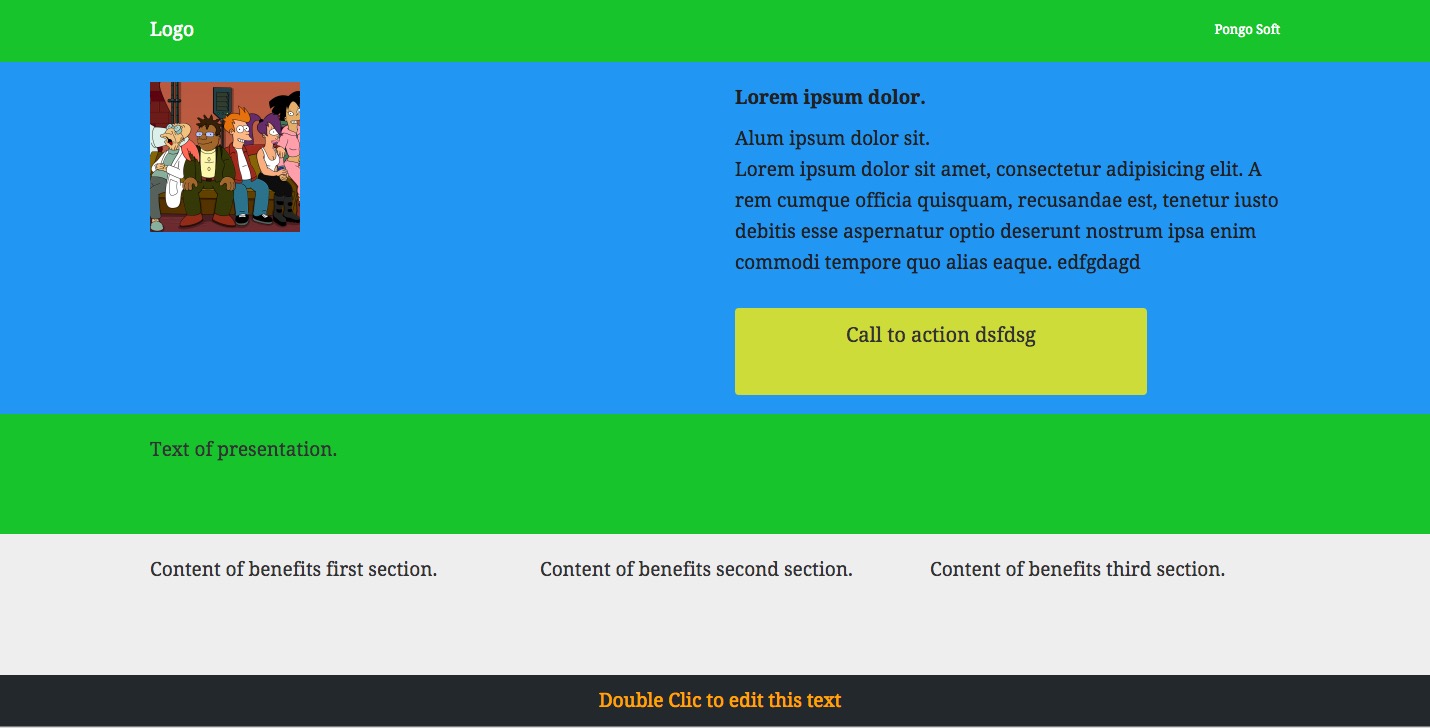 Logo
Pongo Soft
Lorem ipsum dolor.
Alum ipsum dolor sit.
Lorem ipsum dolor sit amet, consectetur adipisicing elit. A
rem cumque officia quisquam, recusandae est, tenetur iusto
debitis esse aspernatur optio deserunt nostrum ipsa enim
commodi tempore quo alias eaque. edfgdagd
Call to action dsfdsg
Text of presentation.
Content of benefits first section.
Content of benefits second section.
Content of benefits third section.
Double Clic to edit this text